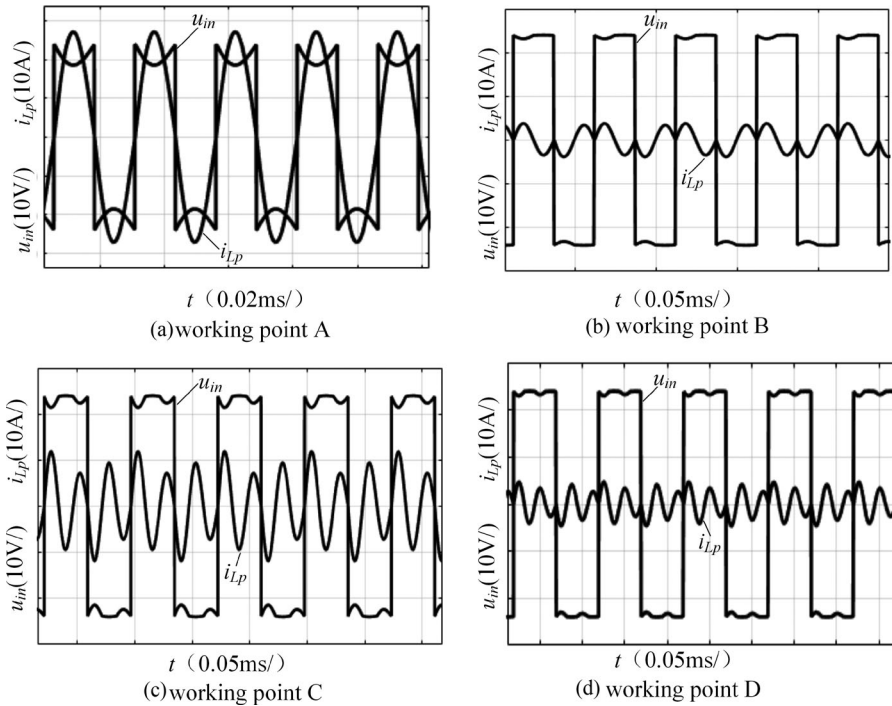 u_in
i_Lp(10A/)
u_in(10V/)
i_Lp
t（0.02ms/）
(a)working point A
u_in
i_Lp(10A/)
u_in(10V/)
i_Lp
t（0.05ms/）
(b) working point B
u_in
i_Lp(10A/)
u_in(10V/)
i_Lp
t（0.05ms/）
(c)working point C
u_in
i_Lp(10A/)
u_in(10V/)
i_Lp
t（0.05ms/）
(d) working point D